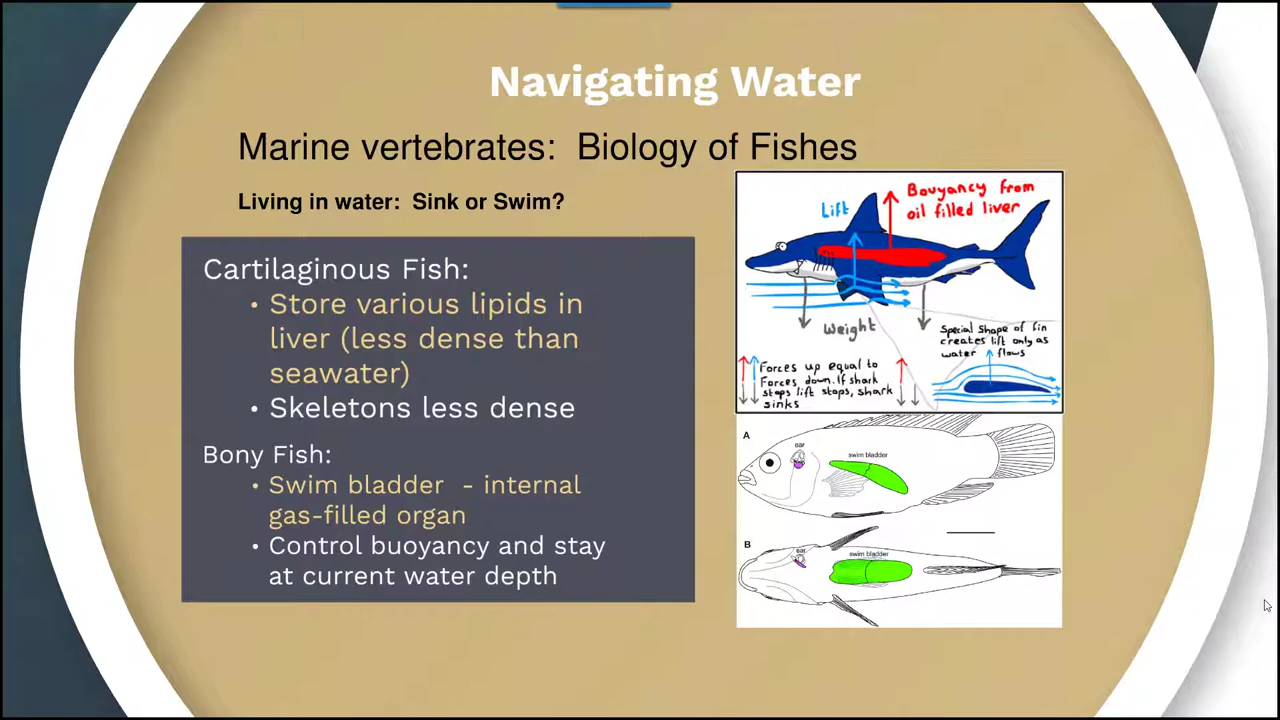 Navigating Water
Marine vertebrates: Biology of Fishes
Living in water: Sink or Swim?
Cartilaginous Fish:
• Store various lipids in
liver (less dense than
seawater)
• Skeletons less dense
Bony Fish:
• Swim bladder - internal
gas-filled organ
• Control buoyancy and stay
at current water depth
Bouyancy from
oil filled liver
Lift
Weight
Special shape of fin
creates lift only as
water flows
Forces up equal to
Forces down. If shark
stops lift stops, shark
sinks
A
ear
swim bladder
B
ear
swim bladder